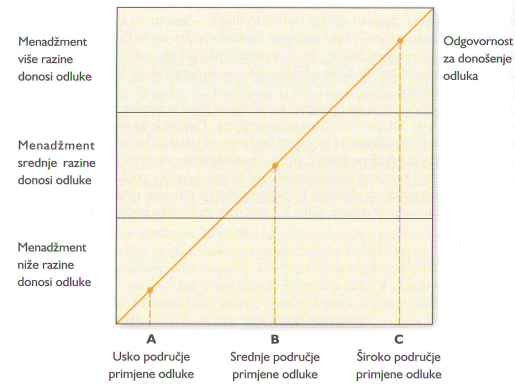 Menadžment
više razine
donosi odluke
Odgovornost
za donošenje
odluka
Menadžment
srednje razine
donosi odluke
Menadžment
niže razine
donosi odluke
A
B
C
Usko područje
primjene odluke
Srednje područje
primjene odluke
Široko područje
primjene odluke